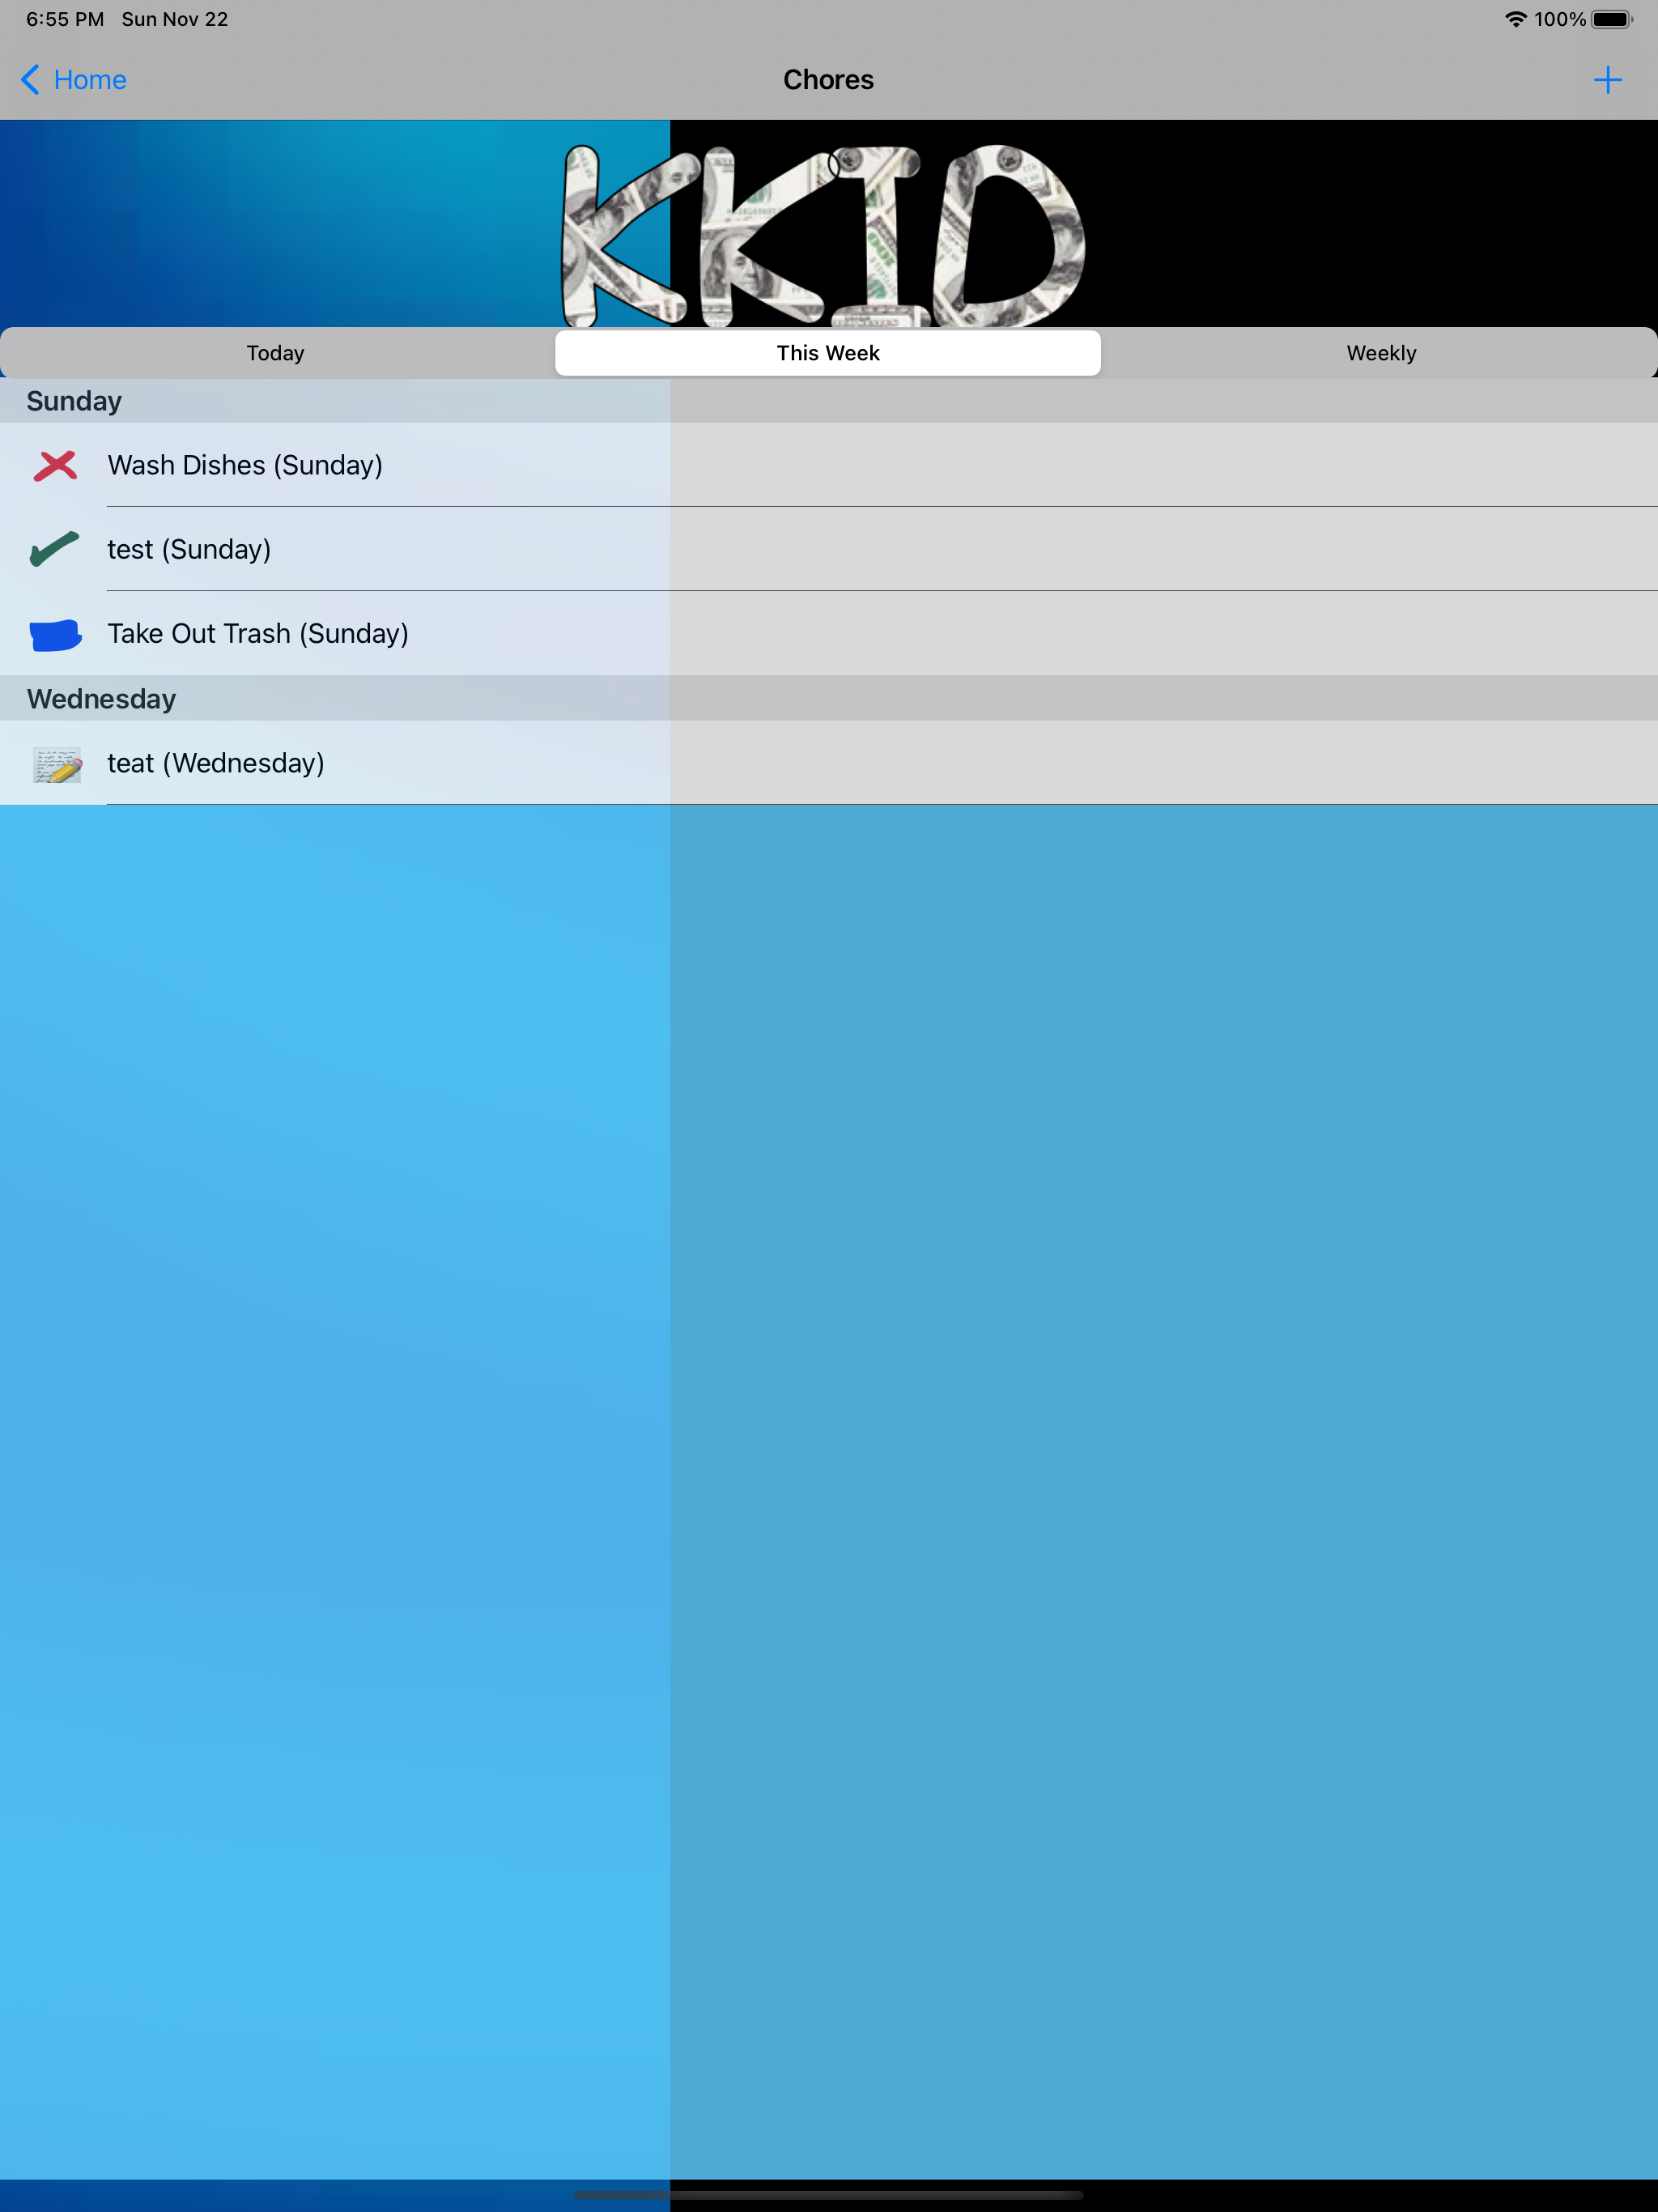 6:55 PM Sun Nov 22 100%
Home Chores
KKID
Today This Week Weekly
Sunday
Wash Dishes (Sunday)
test (Sunday)
Take Out Trash (Sunday)
Wednesday
teat (Wednesday)